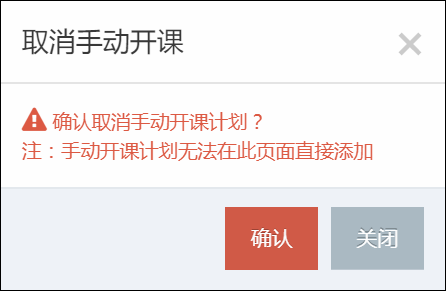 取消手动开课
确认取消手动开课计划？
注：手动开课计划无法在此页面直接添加
确认
关闭